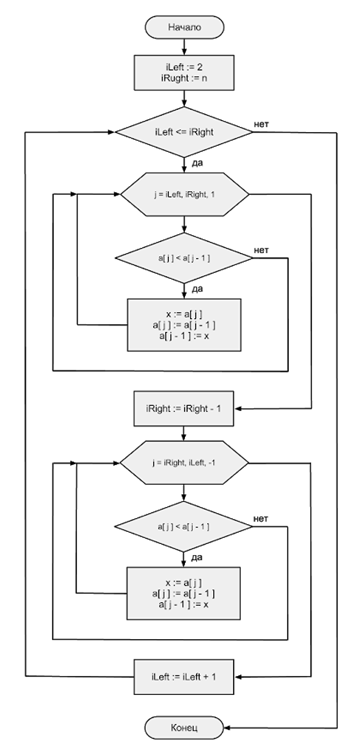 Начало
iLeft := 2
iRught := n
iLeft <= iRight
нет
да
j = iLeft, iRight, 1
a[ j ] < a[ j - 1 ]
нет
да
x := a[ j ]
a[ j ] := a[ j - 1 ]
a[ j - 1 ] := x
iRight := iRight - 1
j = iRight, iLeft, -1
a[ j ] < a[ j - 1 ]
нет
да
x := a[ j ]
a[ j ] := a[ j - 1 ]
a[ j - 1 ] := x
iLeft := iLeft + 1
Конец